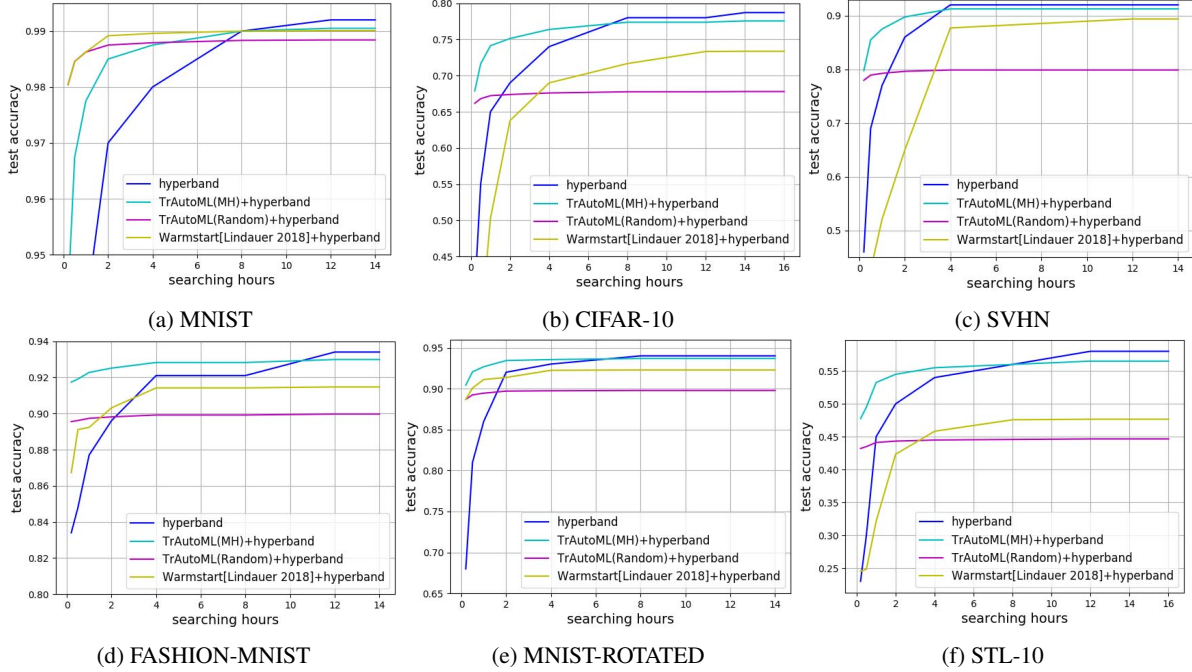 0.99
0.98
0.97
0.96
0.95
test accuracy
hyperband
TrAutoML(MH)+hyperband
TrAutoML(Random)+hyperband
Warmstart[Lindauer 2018]+hyperband
0 2 4 6 8 10 12 14
searching hours
(a) MNIST
0.80
0.75
0.70
0.65
0.60
0.55
0.50
0.45
test accuracy
hyperband
TrAutoML(MH)+hyperband
TrAutoML(Random)+hyperband
Warmstart[Lindauer 2018]+hyperband
0 2 4 6 8 10 12 14 16
searching hours
(b) CIFAR-10
0.9
0.8
0.7
0.6
0.5
test accuracy
hyperband
TrAutoML(MH)+hyperband
TrAutoML(Random)+hyperband
Warmstart[Lindauer 2018]+hyperband
0 2 4 6 8 10 12 14
searching hours
(c) SVHN
0.94
0.92
0.90
0.88
0.86
0.84
0.82
0.80
test accuracy
hyperband
TrAutoML(MH)+hyperband
TrAutoML(Random)+hyperband
Warmstart[Lindauer 2018]+hyperband
0 2 4 6 8 10 12 14
searching hours
(d) FASHION-MNIST
0.95
0.90
0.85
0.80
0.75
0.70
0.65
test accuracy
hyperband
TrAutoML(MH)+hyperband
TrAutoML(Random)+hyperband
Warmstart[Lindauer 2018]+hyperband
0 2 4 6 8 10 12 14
searching hours
(e) MNIST-ROTATED
0.55
0.50
0.45
0.40
0.35
0.30
0.25
test accuracy
hyperband
TrAutoML(MH)+hyperband
TrAutoML(Random)+hyperband
Warmstart[Lindauer 2018]+hyperband
0 2 4 6 8 10 12 14 16
searching hours
(f) STL-10